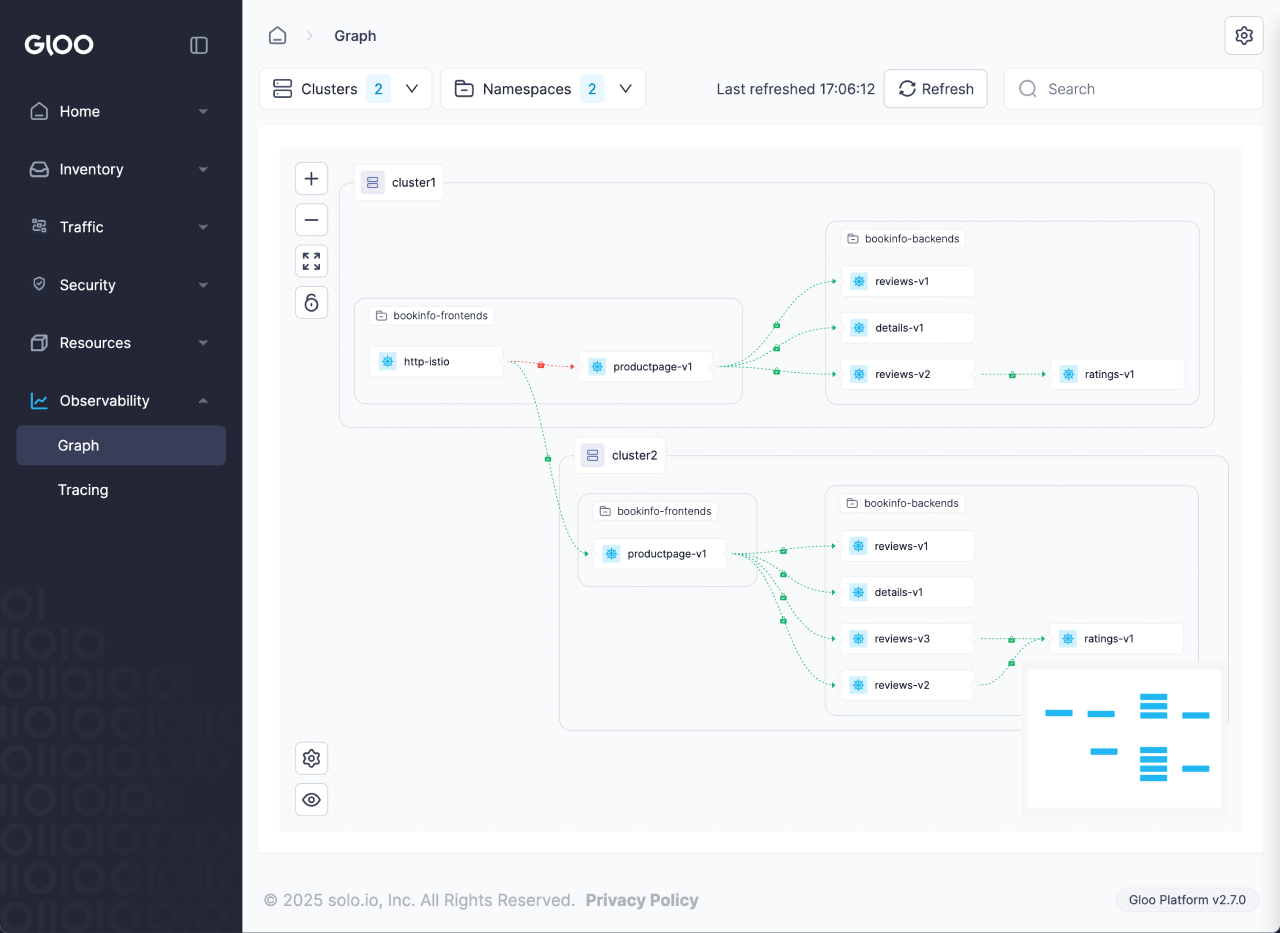 GLOO
Home
Inventory
Traffic
Security
Resources
Observability
Graph
Tracing
Graph
Clusters 2
Namespaces 2
Last refreshed 17:06:12
Refresh
Search
cluster1
bookinfo-frontends
http-istio
productpage-v1
bookinfo-backends
reviews-v1
details-v1
reviews-v2
ratings-v1
cluster2
bookinfo-frontends
productpage-v1
bookinfo-backends
reviews-v1
details-v1
reviews-v3
ratings-v1
reviews-v2
© 2025 solo.io, Inc. All Rights Reserved. Privacy Policy
Gloo Platform v2.7.0